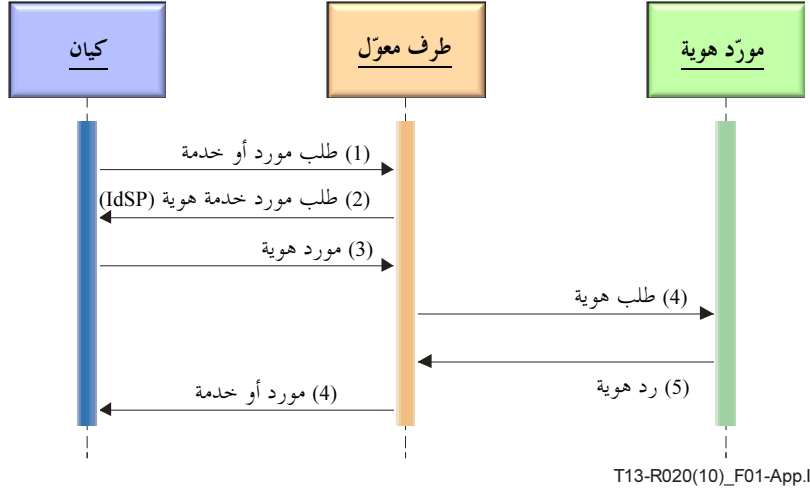 كيان
طرف معوّل
مورّد هوية
(1) طلب مورد أو خدمة
(2) طلب مورد خدمة هوية (IdSP)
(3) مورد هوية
(4) طلب هوية
(5) رد هوية
(4) مورد أو خدمة
T13-R020(10)_F01-App.I